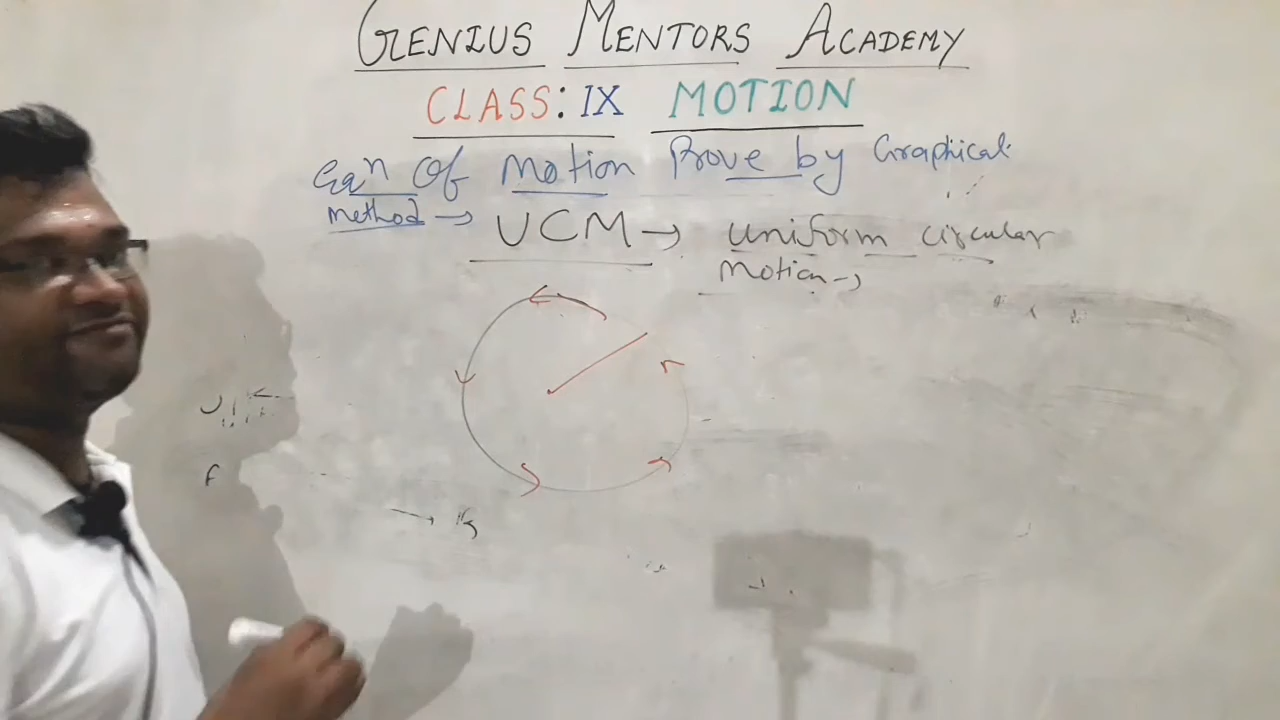 GENIUS MENTORS ACADEMY
CLASS: IX MOTION
Eqn Of Motion Prove by Graphical
Method →
UCM → uniform circular
Motion →